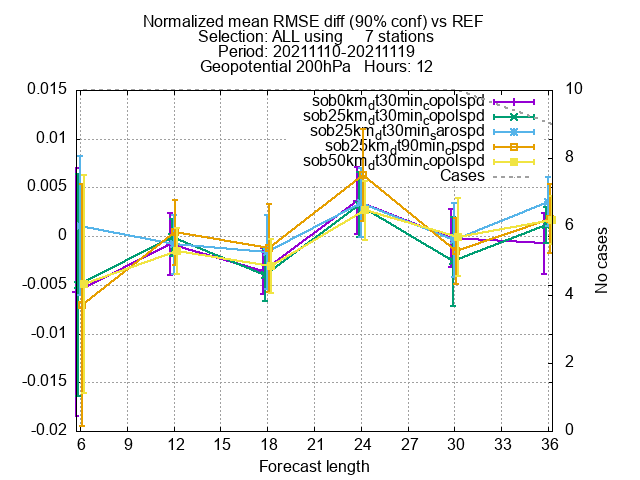 Normalized mean RMSE diff (90% conf) vs REF
Selection: ALL using 7 stations
Period: 20211110-20211119
Geopotential 200hPa Hours: 12
sob0km_dt30min_copolspd
sob25km_dt30min_copolspd
sob25km_dt30min_sarospd
sob25km_dt90min_cpspd
sob50km_dt30min_copolspd
Cases
0.015
0.01
0.005
0
-0.005
-0.01
-0.015
-0.02
10
8
6
4
2
0
No cases
6 9 12 15 18 21 24 27 30 33 36
Forecast length